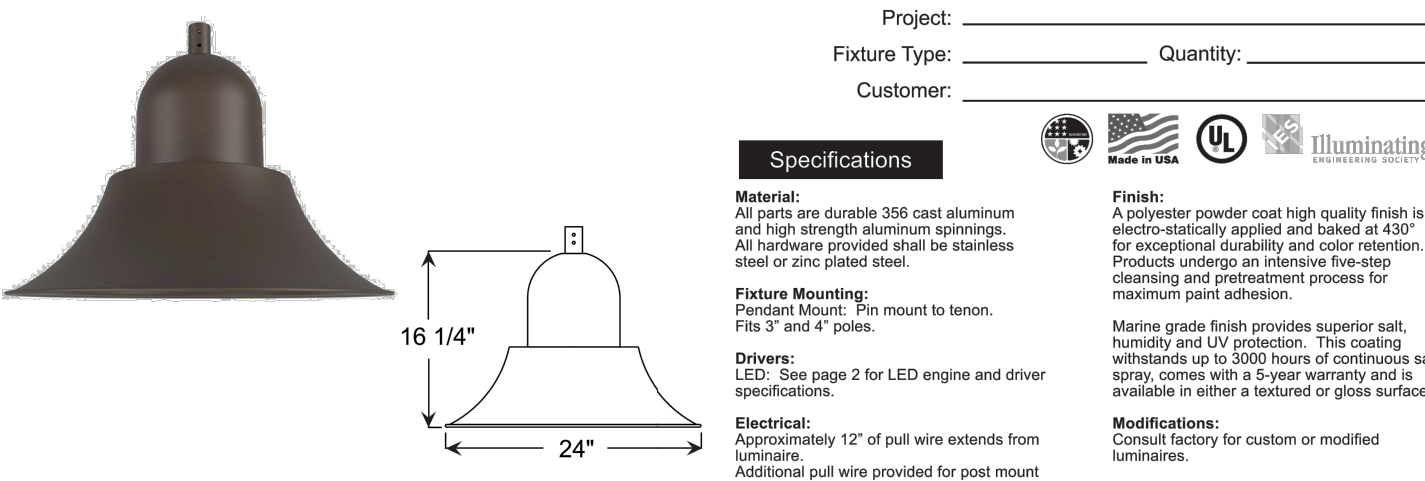 Project:
Fixture Type: Quantity:
Customer:
Made in USA
UL
IES
Illuminating
ENGINEERING SOCIETY
Specifications
16 1/4"
24"
Material:
All parts are durable 356 cast aluminum
and high strength aluminum spinnings.
All hardware provided shall be stainless
steel or zinc plated steel.
Fixture Mounting:
Pendant Mount: Pin mount to tenon.
Fits 3” and 4” poles.
Drivers:
LED: See page 2 for LED engine and driver
specifications.
Electrical:
Approximately 12” of pull wire extends from
luminaire.
Additional pull wire provided for post mount
Finish:
A polyester powder coat high quality finish is
electro-statically applied and baked at 430°
for exceptional durability and color retention.
Products undergo an intensive five-step
cleansing and pretreatment process for
maximum paint adhesion.
Marine grade finish provides superior salt,
humidity and UV protection. This coating
withstands up to 3000 hours of continuous sa
spray, comes with a 5-year warranty and is
available in either a textured or gloss surface
Modifications:
Consult factory for custom or modified
luminaires.